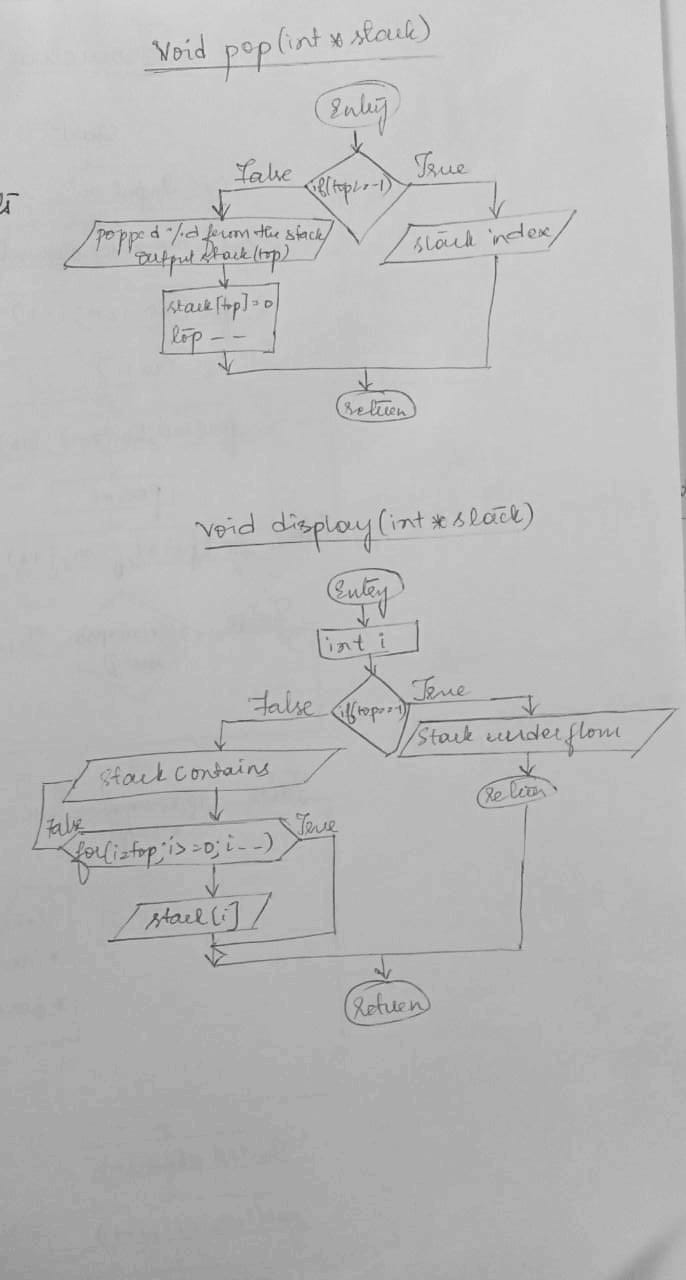 Void pop(int * stack)
Entry
False
True
if(top==-1)
popped %d from the stack
output stack(top)
stack index
stack[top]=0
top - -
return
void display(int * stack)
Entry
int i
False
True
if(top==-1)
Stack underflow
Stack Contains
return
False
True
for(i=top;i>=0;i--)
stack[i]
Return